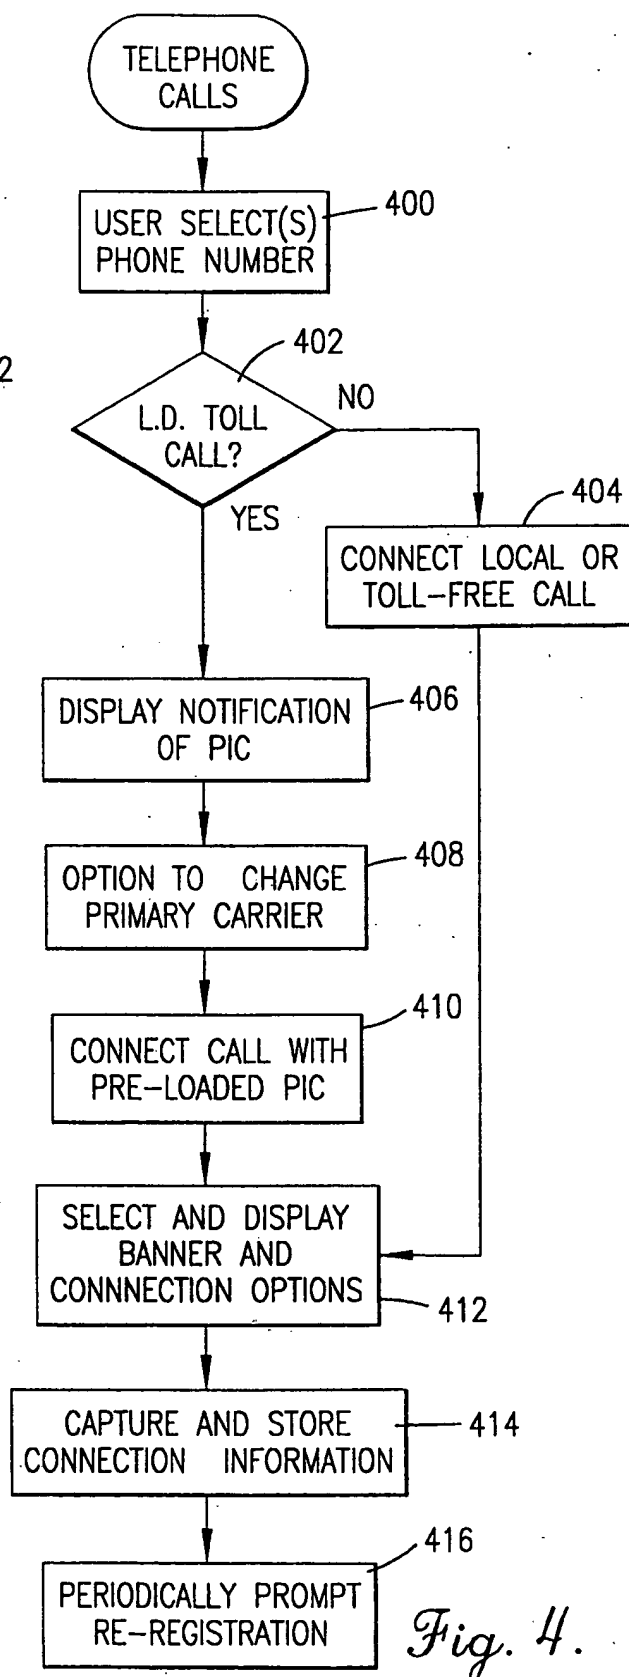 TELEPHONE
CALLS
USER SELECT(S)
PHONE NUMBER
400
402
2
L.D. TOLL
CALL?
NO
YES
404
CONNECT LOCAL OR
TOLL-FREE CALL
DISPLAY NOTIFICATION
OF PIC
406
OPTION TO CHANGE
PRIMARY CARRIER
408
410
CONNECT CALL WITH
PRE-LOADED PIC
SELECT AND DISPLAY
BANNER AND
CONNNECTION OPTIONS
412
CAPTURE AND STORE
CONNECTION INFORMATION
414
416
PERIODICALLY PROMPT
RE-REGISTRATION
Fig. 4.